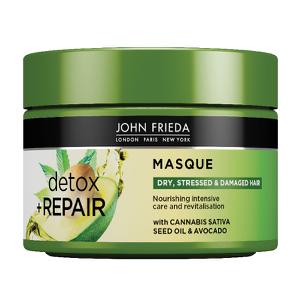 JOHN FRIEDA
LONDON PARIS NEW YORK
detox
+REPAIR
MASQUE
DRY, STRESSED & DAMAGED HAIR
Nourishing intensive
care and revitalisation
with CANNABIS SATIVA
SEED OIL & AVOCADO